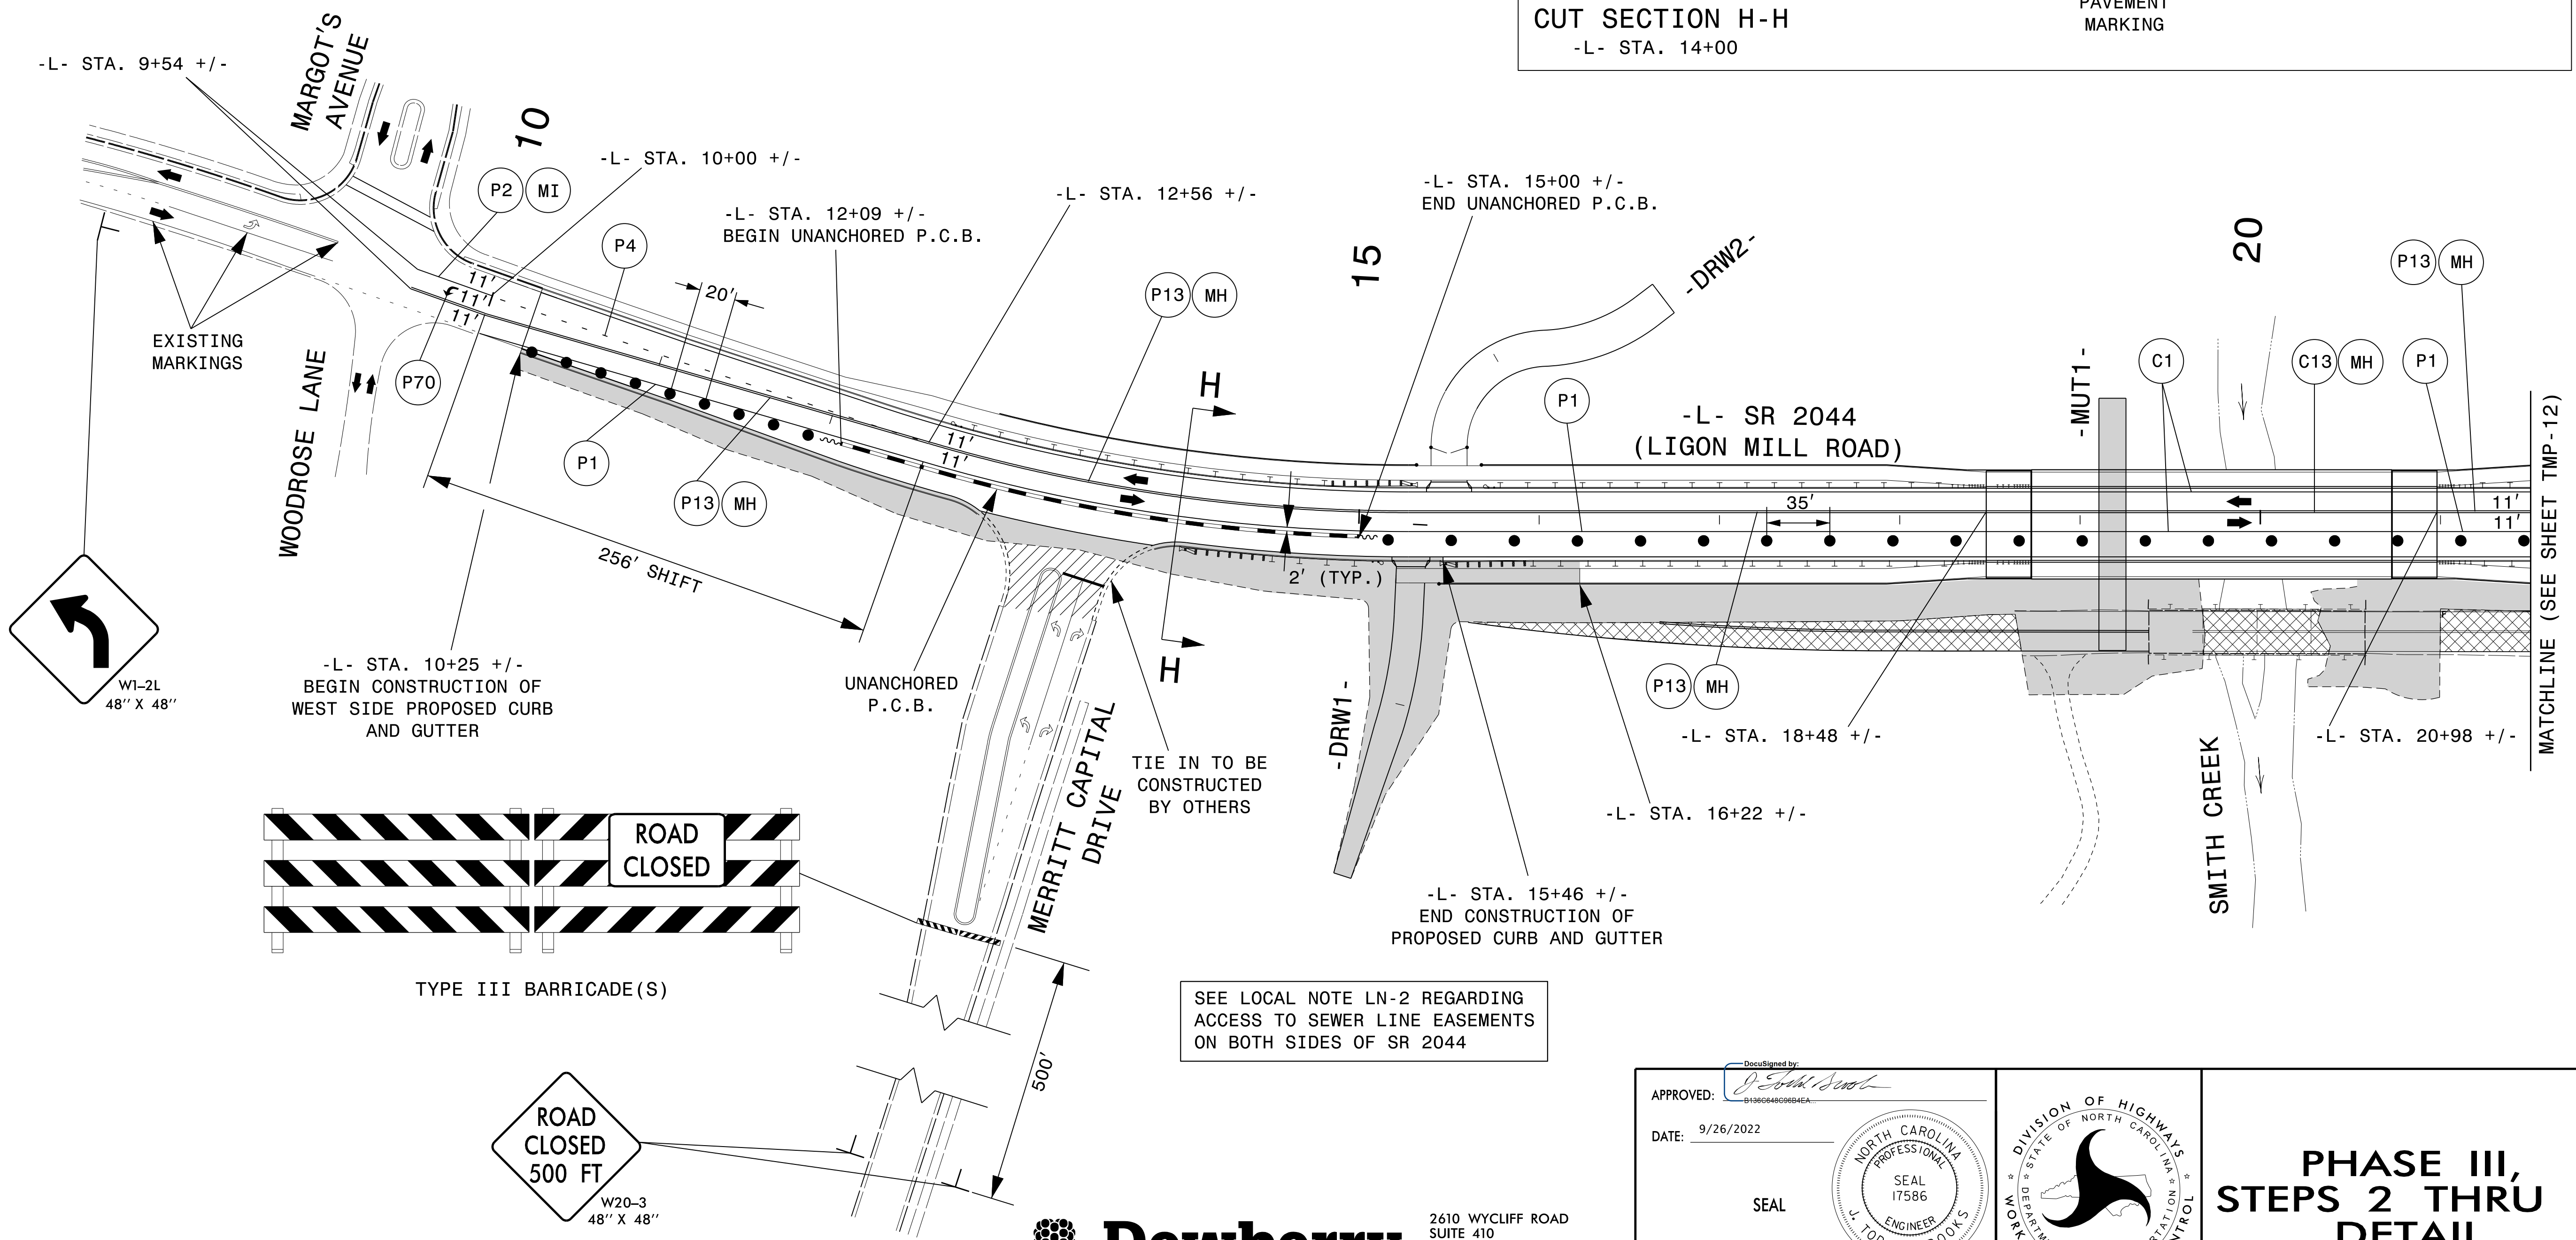 CUT SECTION H-H
-L- STA. 14+00
PAVEMENT
MARKING
-L- STA. 9+54 +/-
MARGOT'S
AVENUE
10
-L- STA. 10+00 +/-
P2 MI
P4
-L- STA. 12+09 +/-
BEGIN UNANCHORED P.C.B.
-L- STA. 12+56 +/-
-L- STA. 15+00 +/-
END UNANCHORED P.C.B.
15
-DRW2-
20
P13 MH
P13 MH
11'
11'
11'
20'
EXISTING
MARKINGS
P70
WOODROSE LANE
P1
P13 MH
256' SHIFT
11'
11'
H
H
P1
-L- SR 2044
(LIGON MILL ROAD)
-MUT1-
C1
C13 MH
P1
35'
11'
11'
MATCHLINE (SEE SHEET TMP-12)
2' (TYP.)
W1-2L
48" X 48"
-L- STA. 10+25 +/-
BEGIN CONSTRUCTION OF
WEST SIDE PROPOSED CURB
AND GUTTER
UNANCHORED
P.C.B.
MERRITT CAPITAL
DRIVE
TIE IN TO BE
CONSTRUCTED
BY OTHERS
-DRW1-
P13 MH
-L- STA. 18+48 +/-
-L- STA. 20+98 +/-
-L- STA. 16+22 +/-
SMITH CREEK
-L- STA. 15+46 +/-
END CONSTRUCTION OF
PROPOSED CURB AND GUTTER
ROAD
CLOSED
TYPE III BARRICADE(S)
SEE LOCAL NOTE LN-2 REGARDING
ACCESS TO SEWER LINE EASEMENTS
ON BOTH SIDES OF SR 2044
500'
ROAD
CLOSED
500 FT
W20-3
48" X 48"
Dewberry
2610 WYCLIFF ROAD
SUITE 410
DocuSigned by:
APPROVED:
B136C648C96B4EA...
DATE: 9/26/2022
SEAL
NORTH CAROLINA
PROFESSIONAL
SEAL
17586
ENGINEER
DIVISION OF HIGHWAYS
STATE OF NORTH CAROLINA
PHASE III,
STEPS 2 THRU
DETAIL